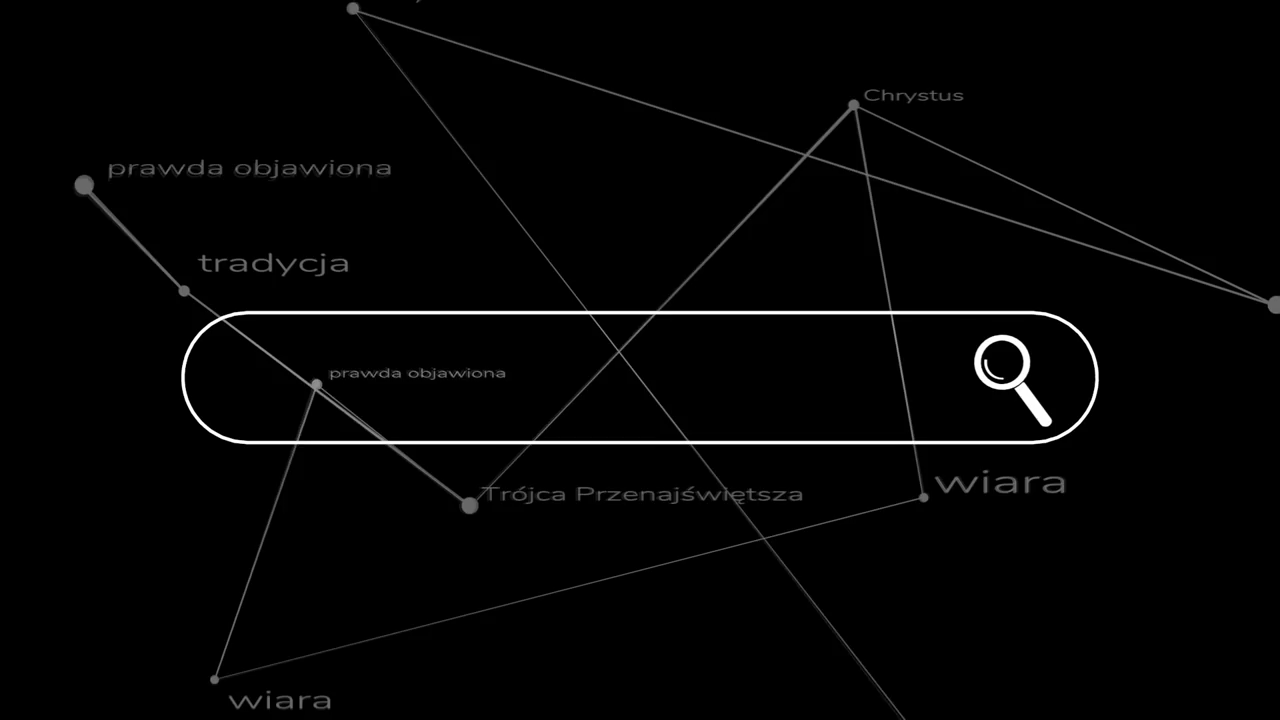 Chrystus
prawda objawiona
tradycja
prawda objawiona
wiara
Trójca Przenajświętsza
wiara